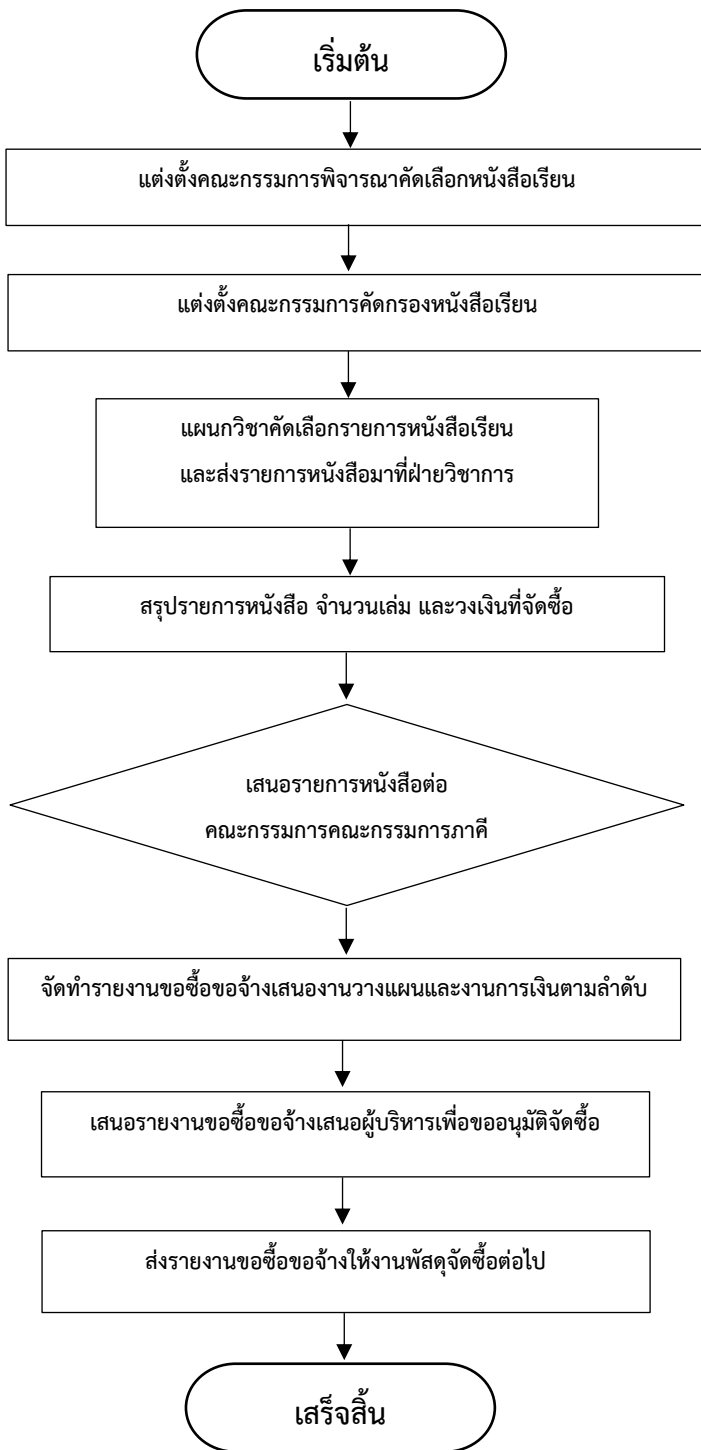 เริ่มต้น
แต่งตั้งคณะกรรมการพิจารณาคัดเลือกหนังสือเรียน
แต่งตั้งคณะกรรมการคัดกรองหนังสือเรียน
แผนกวิชาคัดเลือกรายการหนังสือเรียน
และส่งรายการหนังสือมาที่ฝ่ายวิชาการ
สรุปรายการหนังสือ จำนวนเล่ม และวงเงินที่จัดซื้อ
เสนอรายการหนังสือต่อ
คณะกรรมการคณะกรรมการภาคี
จัดทำรายงานขอซื้อขอจ้างเสนองานวางแผนและงานการเงินตามลำดับ
เสนอรายงานขอซื้อขอจ้างเสนอผู้บริหารเพื่อขออนุมัติจัดซื้อ
ส่งรายงานขอซื้อขอจ้างให้งานพัสดุจัดซื้อต่อไป
เสร็จสิ้น